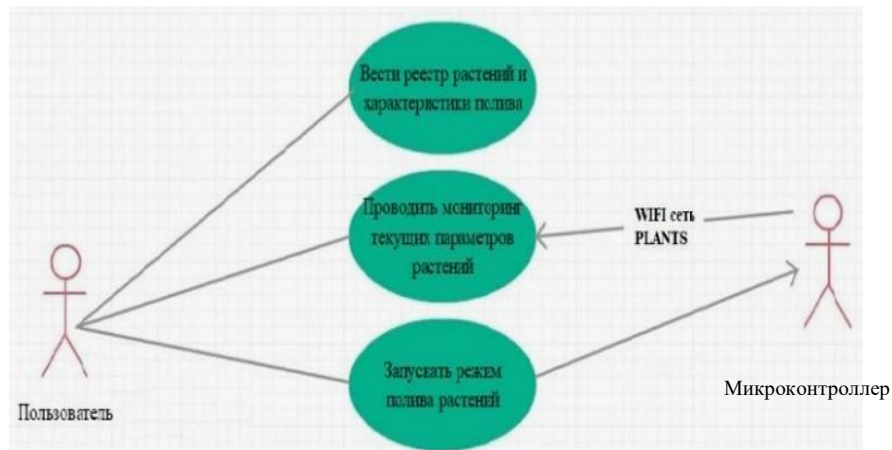 Вести реестр растений и
характеристики полива
Проводить мониторинг
текущих параметров
растений
WIFI сеть
PLANTS
Запускать режим
полива растений
Микроконтроллер
Пользователь